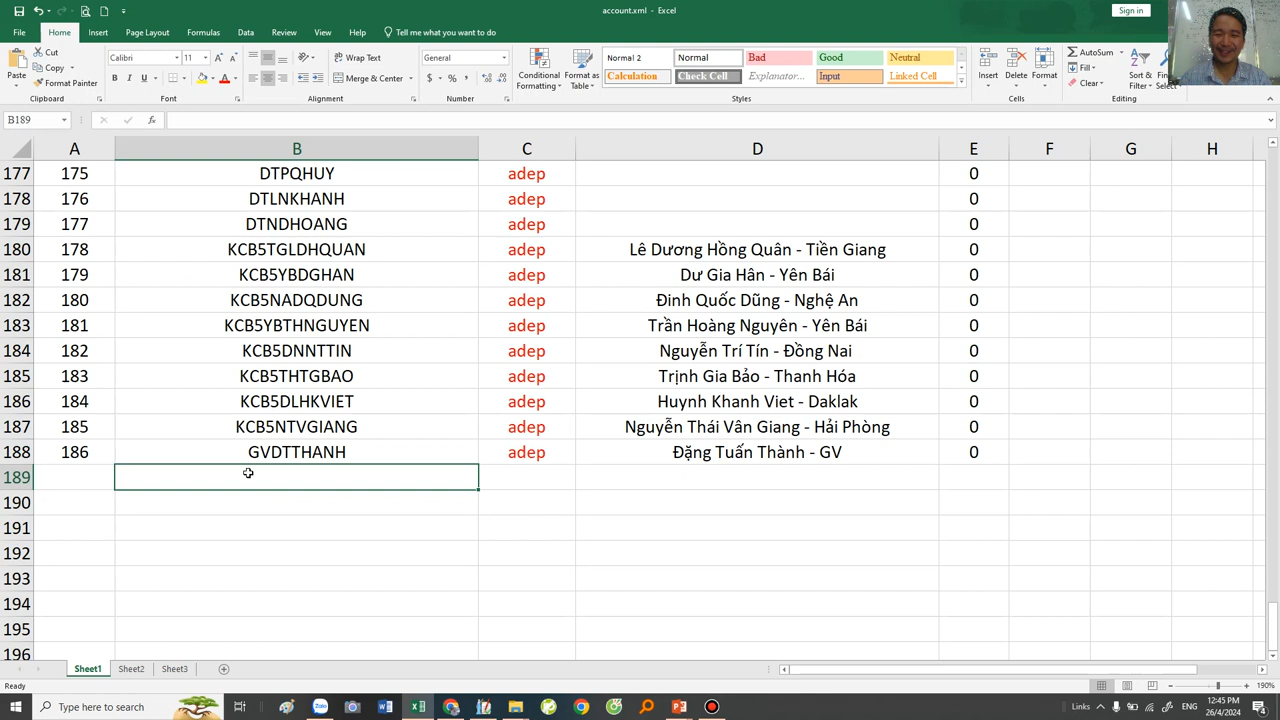 account.xml - Excel
Sign in
File Home Insert Page Layout Formulas Data Review View Help Tell me what you want to do
Paste
Cut
Copy
Format Painter
Clipboard
Calibri 11
B I U
Font
Wrap Text
Merge & Center
Alignment
General
$ % ,
Number
Conditional Formatting
Format as Table
Normal 2 Normal Bad Good Neutral
Calculation Check Cell Explanatory... Input Linked Cell
Styles
Insert Delete Format
Cells
AutoSum
Fill
Clear
Sort & Filter
Editing
B189 fx
A B C D E F G H
177 175 DTPQHUY adep 0
178 176 DTLNKHANH adep 0
179 177 DTNDHOANG adep 0
180 178 KCB5TGLDHQUAN adep Lê Dương Hồng Quân - Tiền Giang 0
181 179 KCB5YBDGHAN adep Dư Gia Hân - Yên Bái 0
182 180 KCB5NADQDUNG adep Đinh Quốc Dũng - Nghệ An 0
183 181 KCB5YBTHNGUYEN adep Trần Hoàng Nguyên - Yên Bái 0
184 182 KCB5DNNTTIN adep Nguyễn Trí Tín - Đồng Nai 0
185 183 KCB5THTGBAO adep Trịnh Gia Bảo - Thanh Hóa 0
186 184 KCB5DLHKVIET adep Huynh Khanh Viet - Daklak 0
187 185 KCB5NTVGIANG adep Nguyễn Thái Vân Giang - Hải Phòng 0
188 186 GVDTTHANH adep Đặng Tuấn Thành - GV 0
189
190
191
192
193
194
195
196
Sheet1 Sheet2 Sheet3
Ready
190%
Type here to search
Links
ENG
12:45 PM
26/4/2024